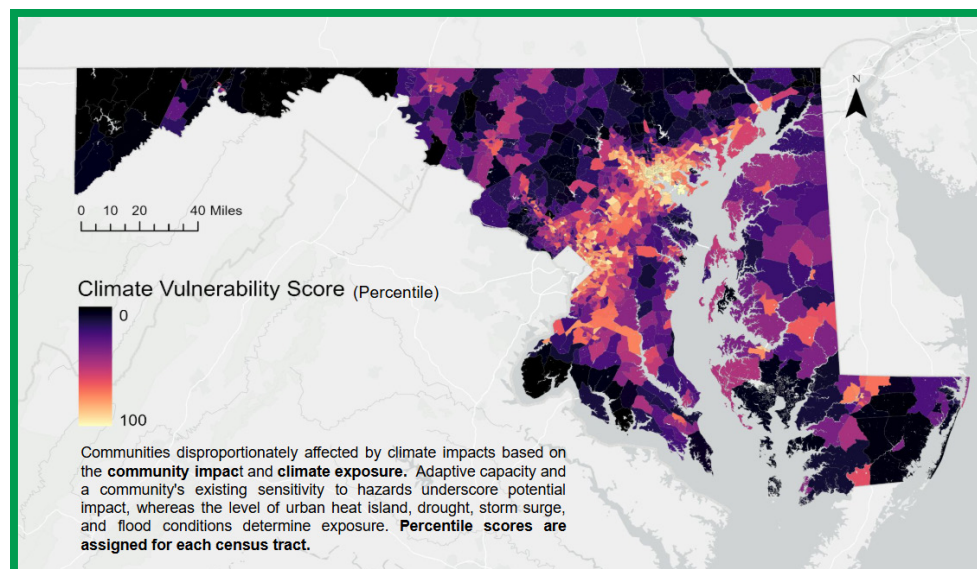 N
0 10 20 40 Miles
Climate Vulnerability Score (Percentile)
0
100
Communities disproportionately affected by climate impacts based on
the community impact and climate exposure. Adaptive capacity and
a community's existing sensitivity to hazards underscore potential
impact, whereas the level of urban heat island, drought, storm surge,
and flood conditions determine exposure. Percentile scores are
assigned for each census tract.